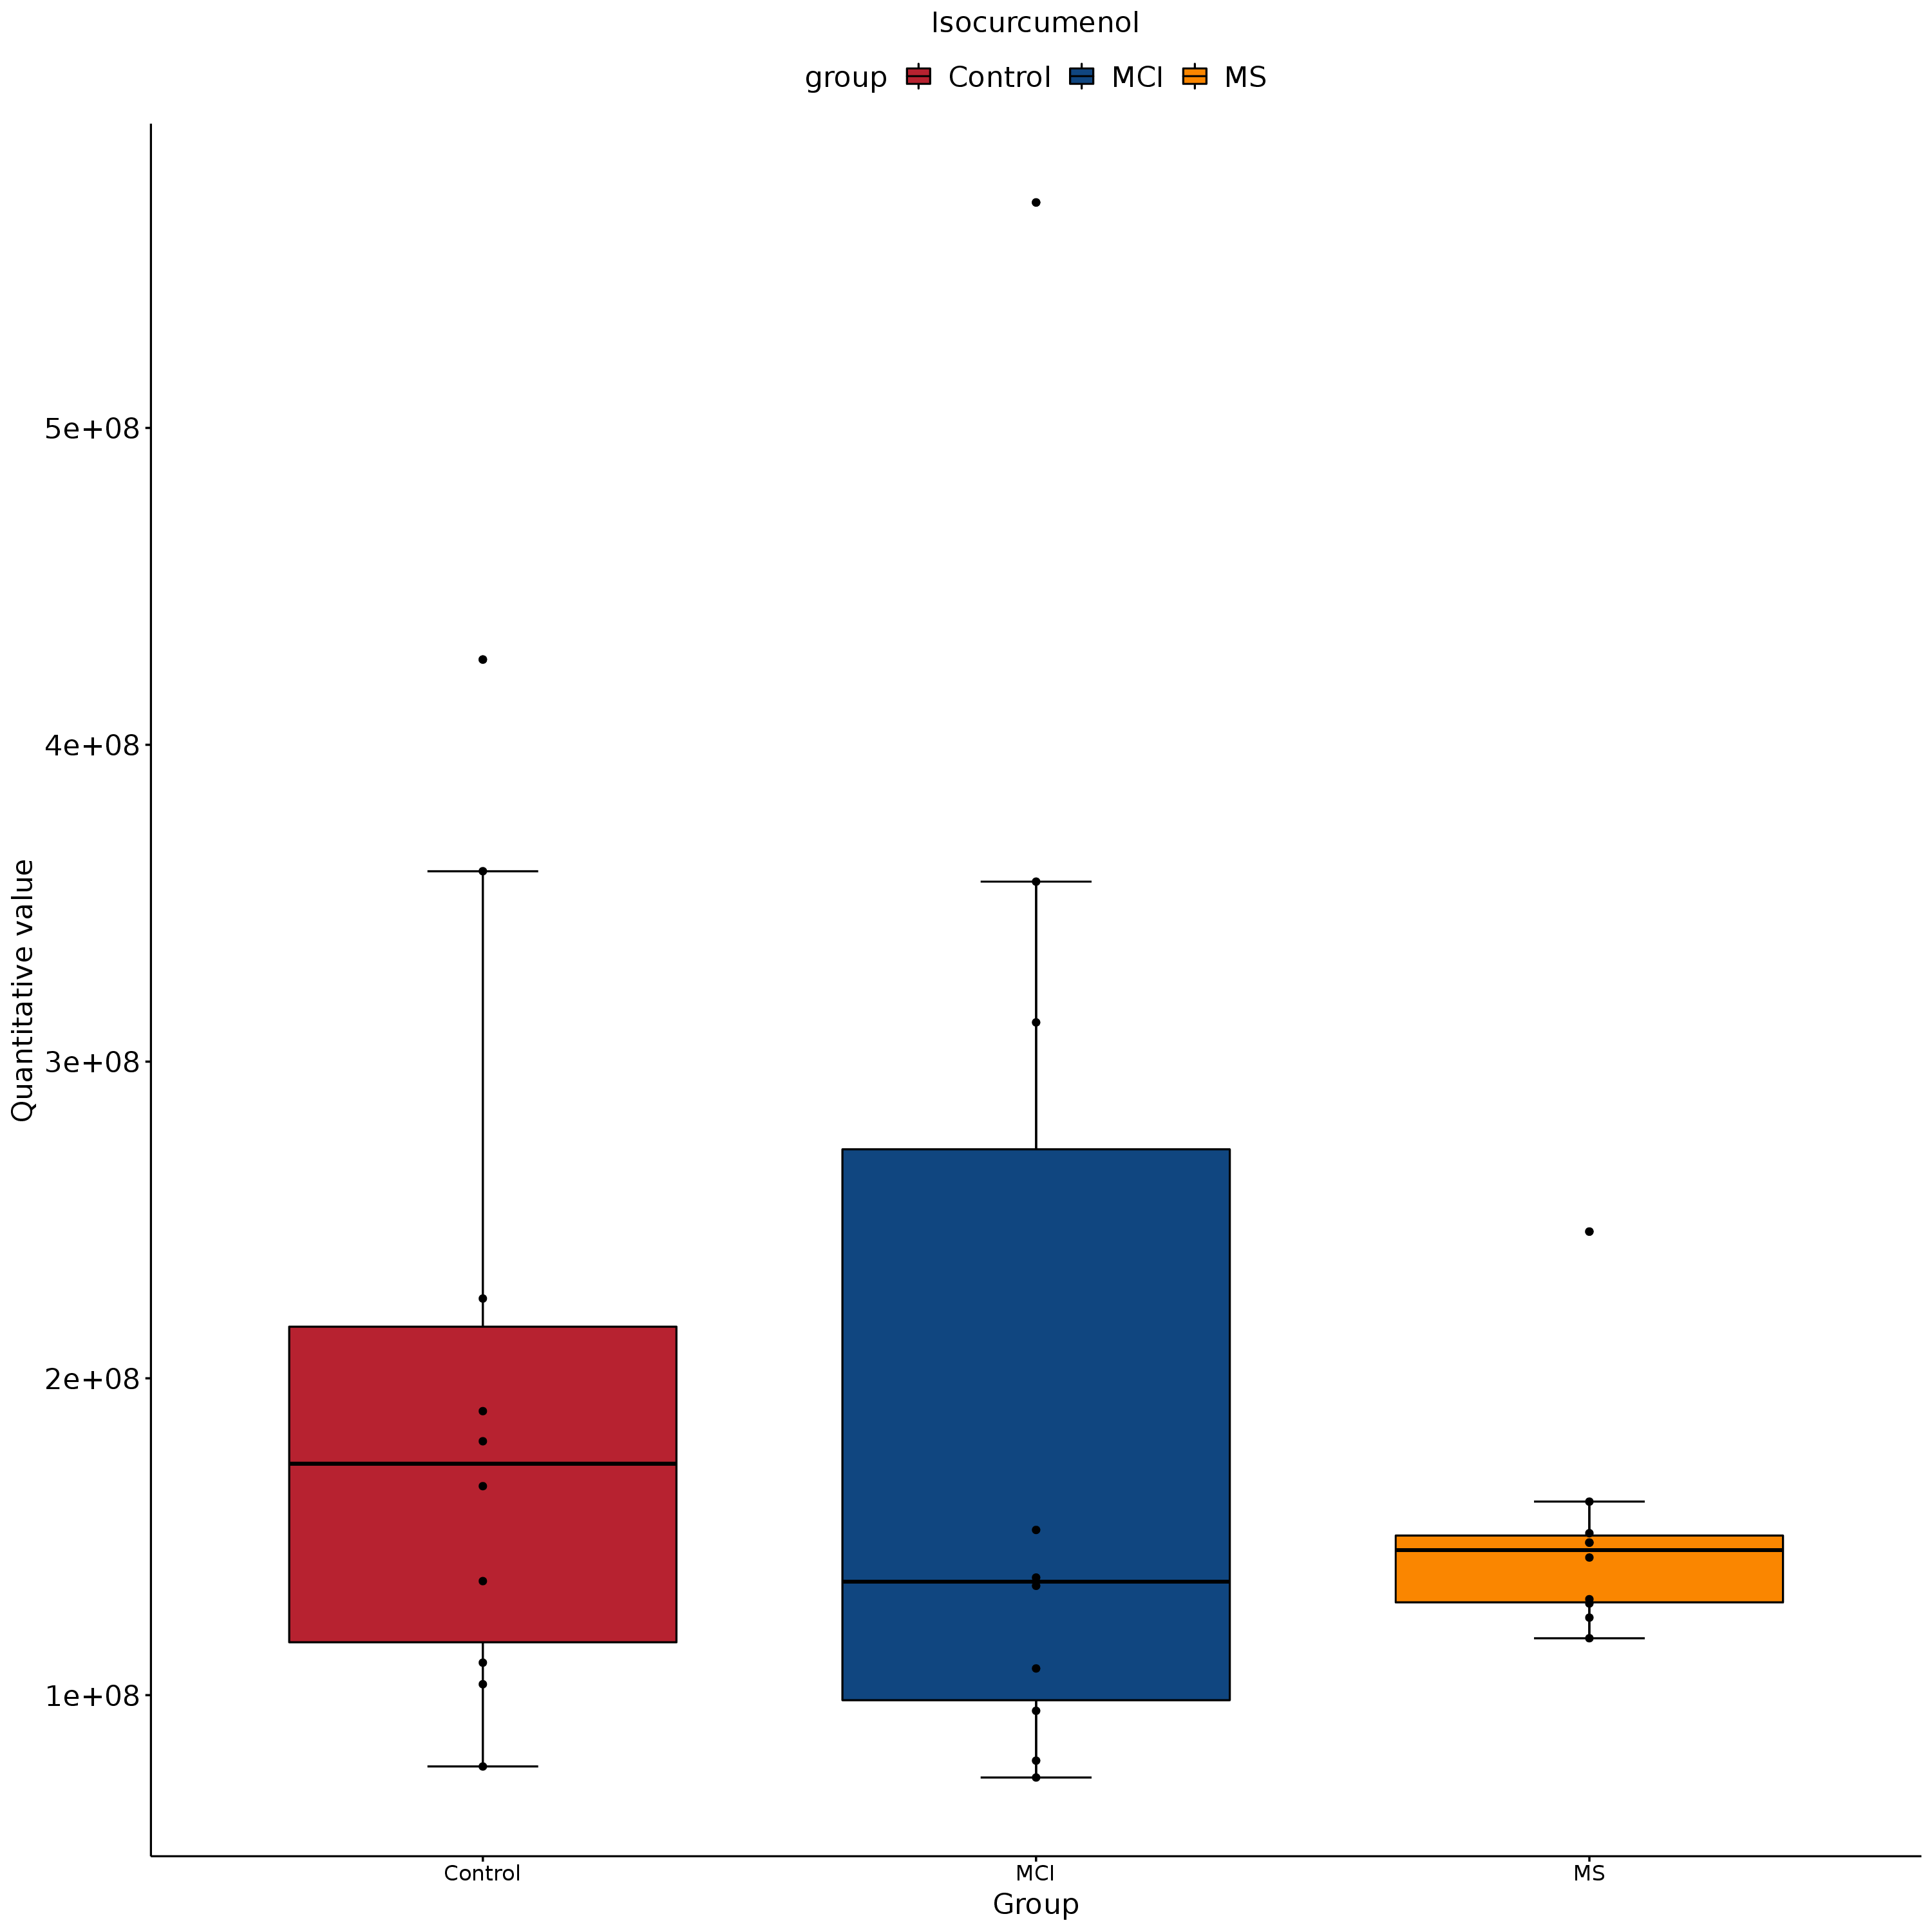 Isocurcumenol
group Control MCI MS
Quantitative value
5e+08
4e+08
3e+08
2e+08
1e+08
Control MCI MS
Group